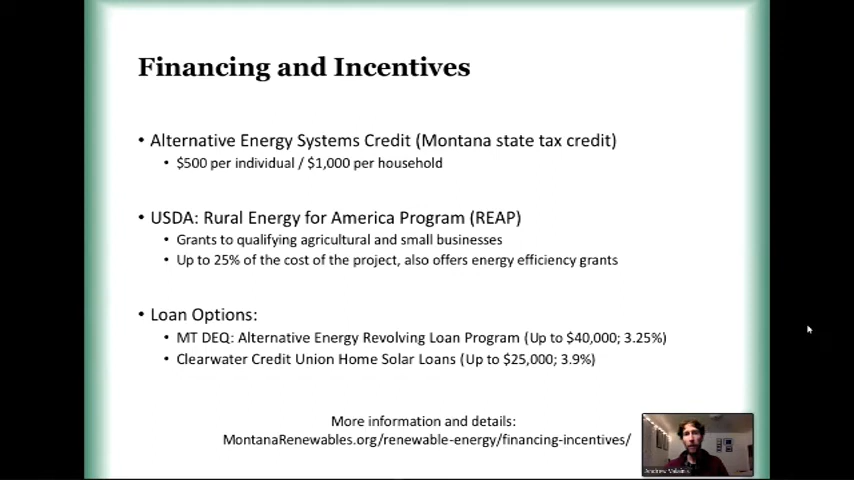 Financing and Incentives
• Alternative Energy Systems Credit (Montana state tax credit)
• $500 per individual / $1,000 per household
• USDA: Rural Energy for America Program (REAP)
• Grants to qualifying agricultural and small businesses
• Up to 25% of the cost of the project, also offers energy efficiency grants
• Loan Options:
• MT DEQ: Alternative Energy Revolving Loan Program (Up to $40,000; 3.25%)
• Clearwater Credit Union Home Solar Loans (Up to $25,000; 3.9%)
More information and details:
MontanaRenewables.org/renewable-energy/financing-incentives/
Andrew